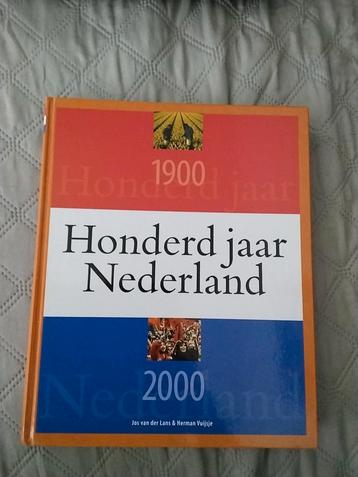 1900
Honderd jaar
Honderd jaar
Nederland
2000
Nederland
Jos van der Lans & Herman Vuijsje